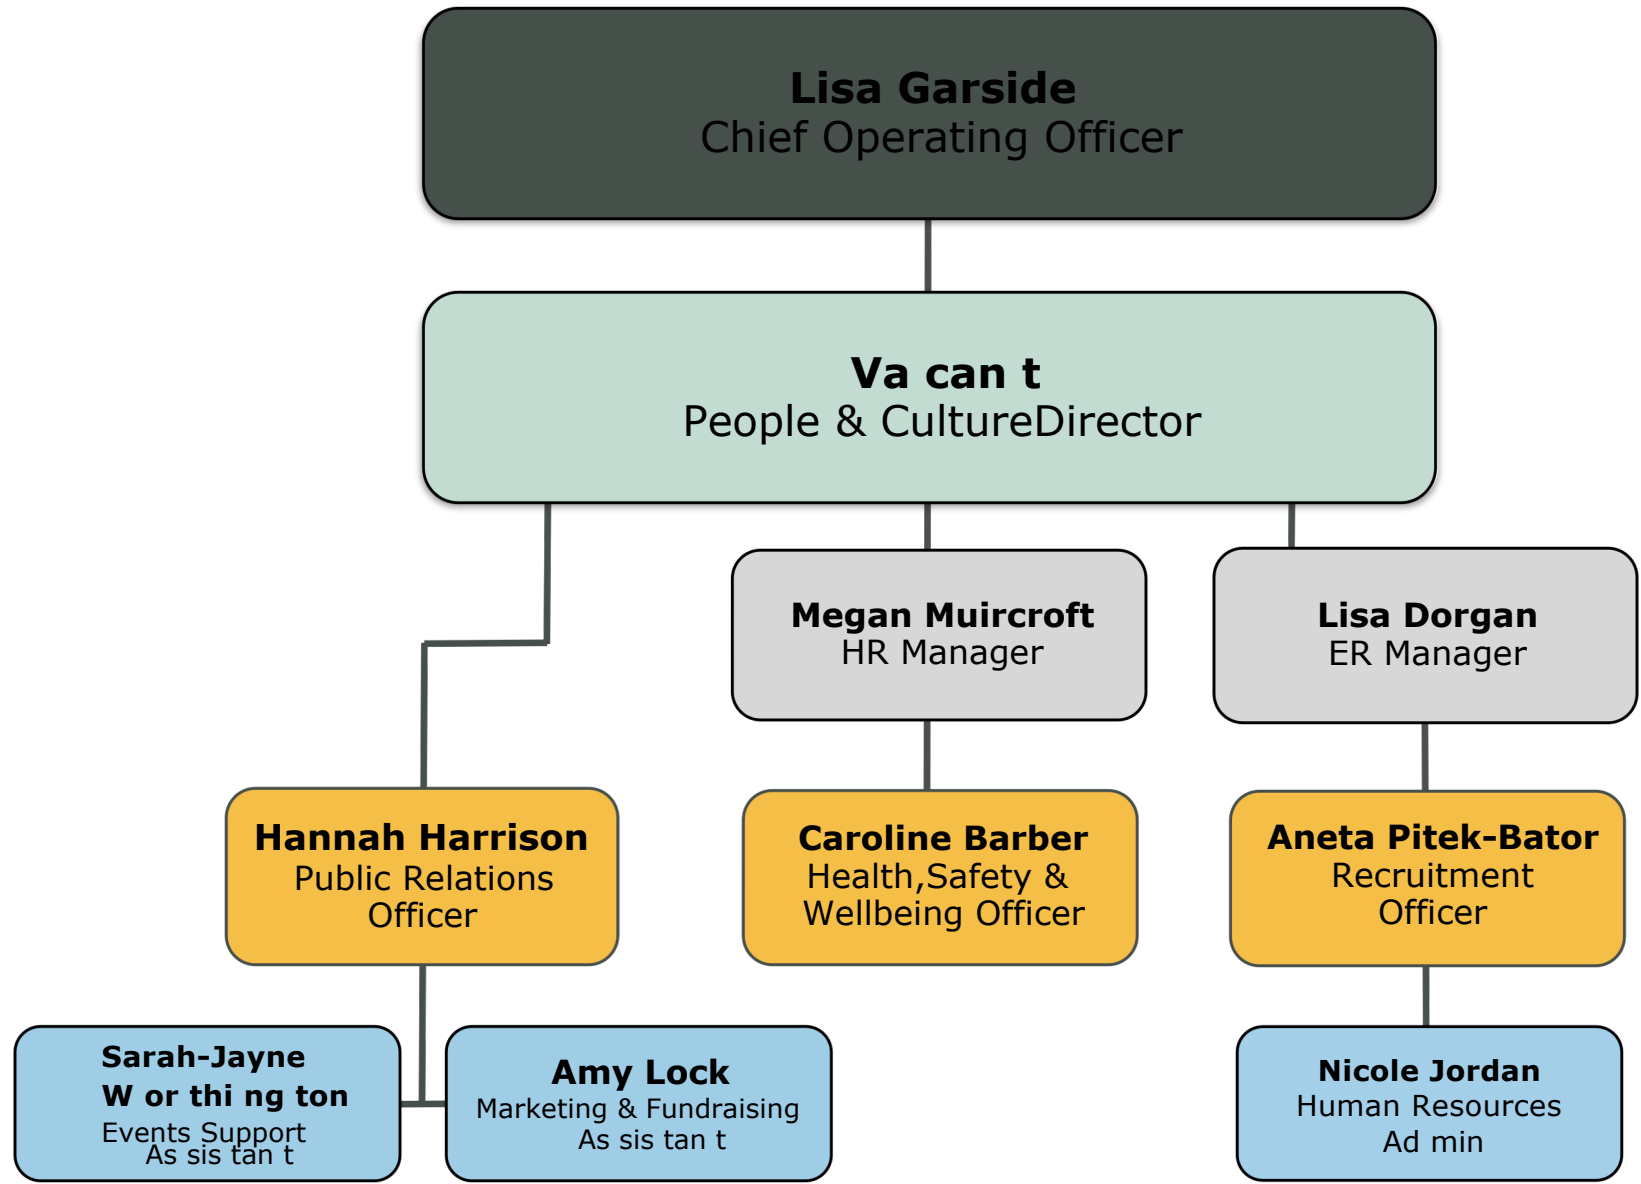 Lisa Garside
Chief Operating Officer
Va can t
People & CultureDirector
Megan Muircroft
HR Manager
Lisa Dorgan
ER Manager
Hannah Harrison
Public Relations
Officer
Caroline Barber
Health,Safety &
Wellbeing Officer
Aneta Pitek-Bator
Recruitment
Officer
Sarah-Jayne
W or thi ng ton
Events Support
As sis tan t
Amy Lock
Marketing & Fundraising
As sis tan t
Nicole Jordan
Human Resources
Ad min